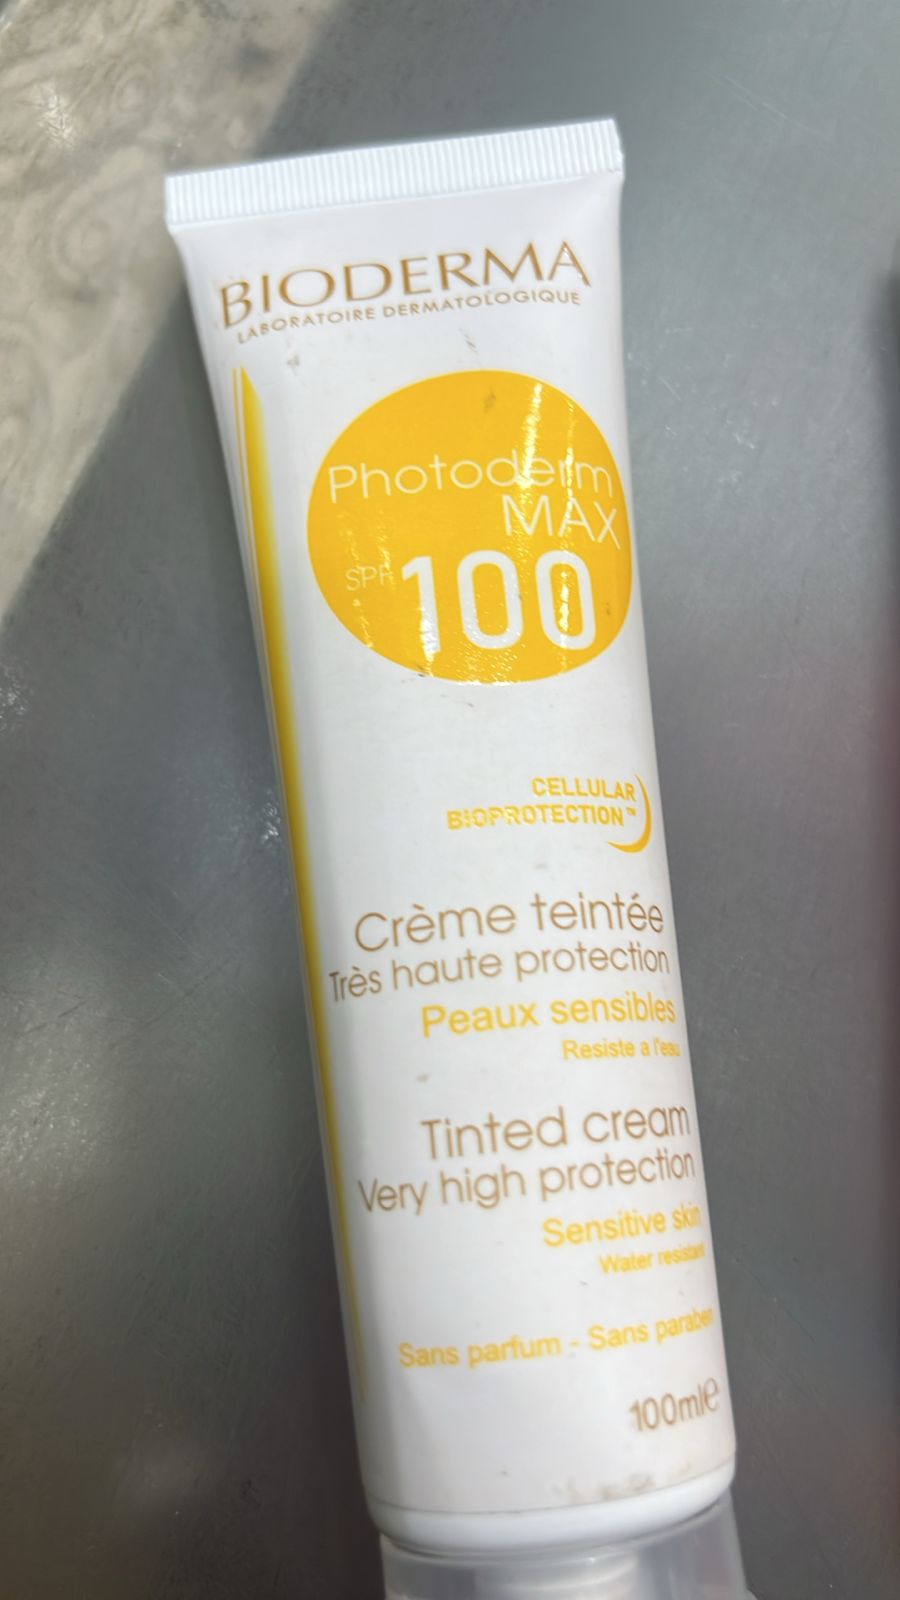 BIODERMA
LABORATOIRE DERMATOLOGIQUE
Photoderm
MAX
SPF 100
CELLULAR
BIOPROTECTION™
Crème teintée
Très haute protection
Peaux sensibles
Resiste a l'eau
Tinted cream
Very high protection
Sensitive skin
Water resistant
Sans parfum - Sans paraben
100ml℮